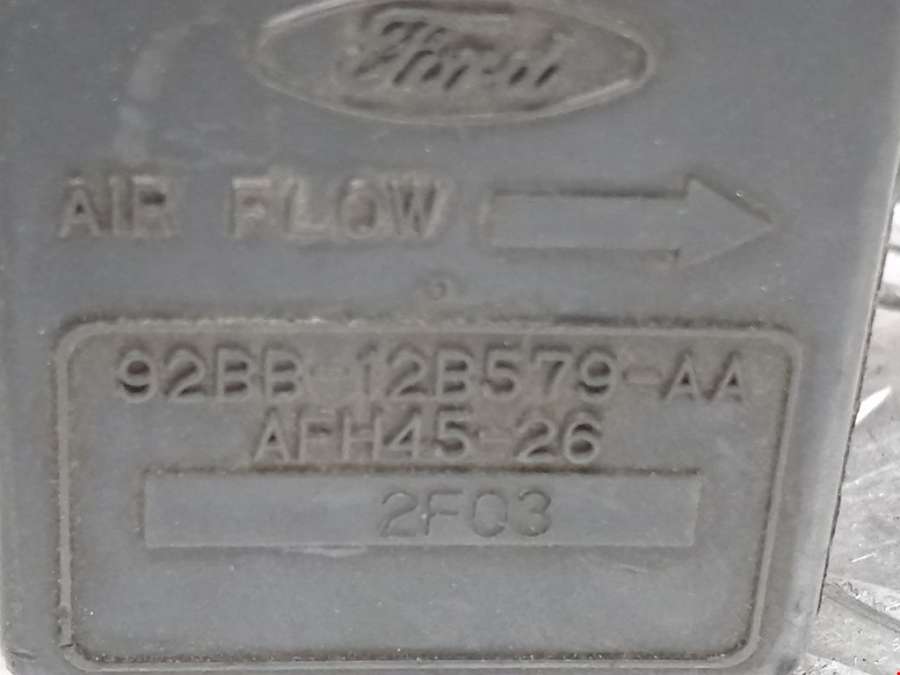 Ford
AIR FLOW
92BB-12B579-AA
AFH45-26
2F03